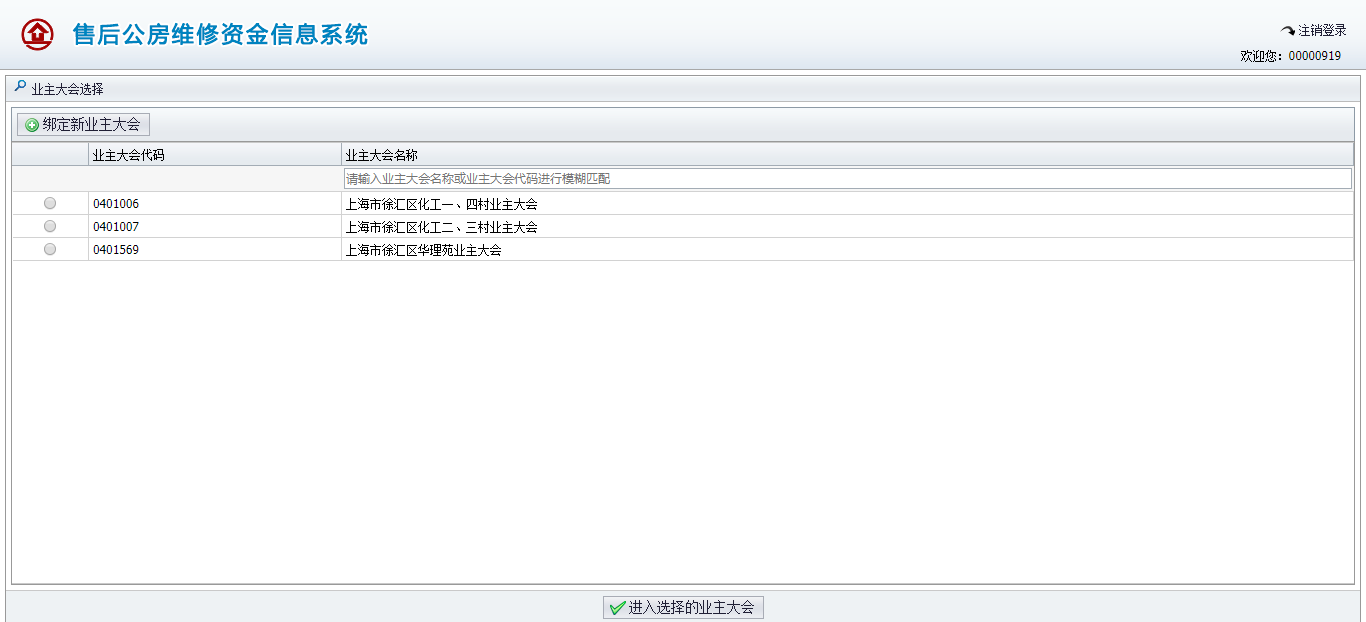 售后公房维修资金信息系统
注销登录
欢迎您：00000919
业主大会选择
绑定新业主大会
业主大会代码 业主大会名称
请输入业主大会名称或业主大会代码进行模糊匹配
0401006 上海市徐汇区化工一、四村业主大会
0401007 上海市徐汇区化工二、三村业主大会
0401569 上海市徐汇区华理苑业主大会
进入选择的业主大会